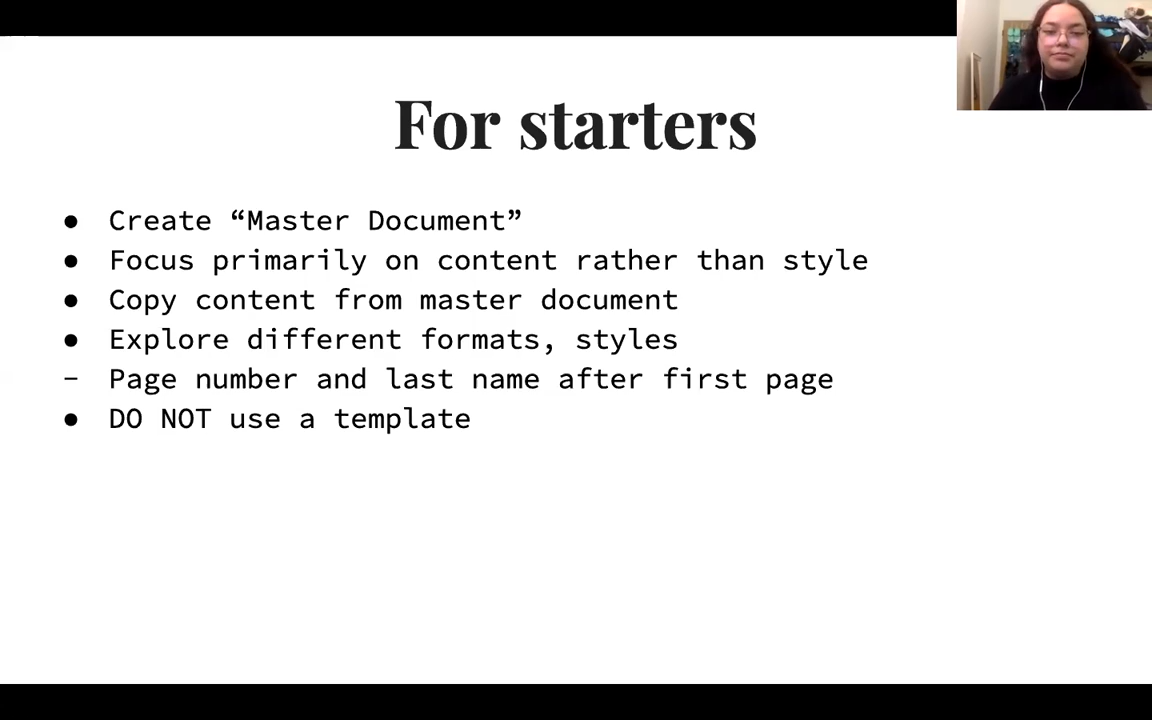 For starters
● Create “Master Document”
● Focus primarily on content rather than style
● Copy content from master document
● Explore different formats, styles
- Page number and last name after first page
● DO NOT use a template